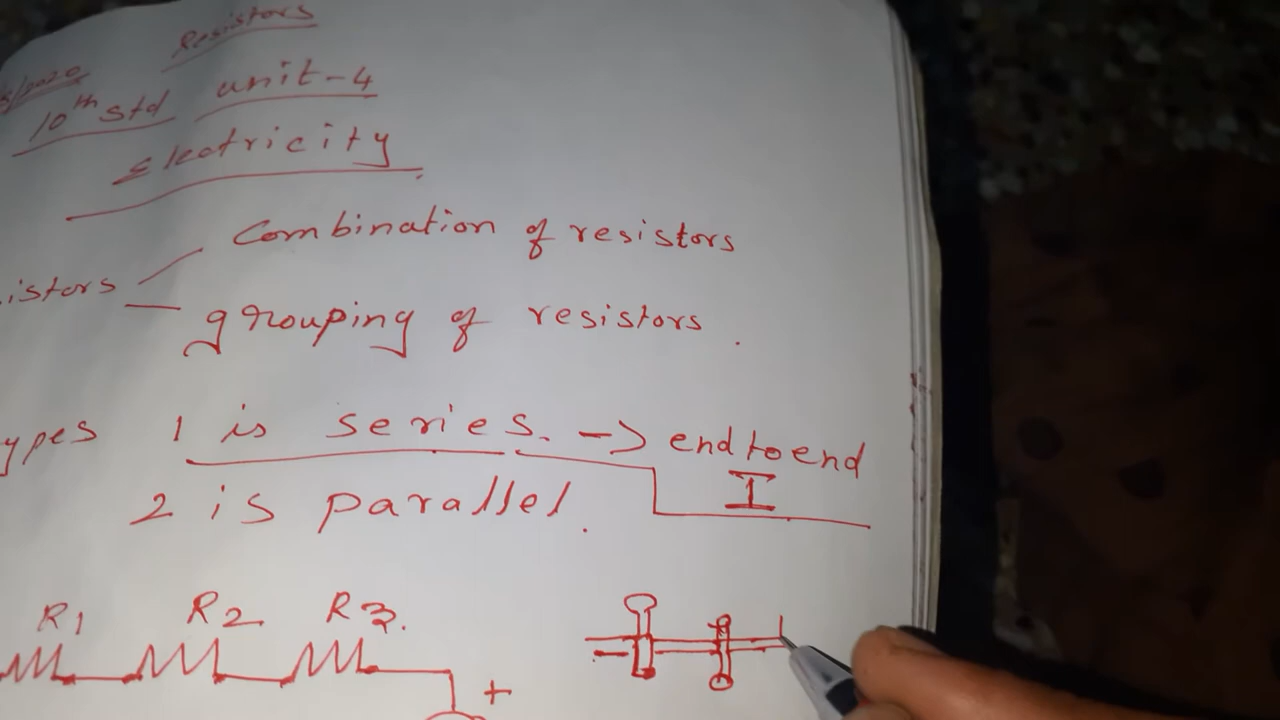 Resistors
/2020
10th std unit-4
Electricity
Combination of resistors
istors
grouping of resistors.
ypes 1 is series. -> end to end
I
2 is parallel.
R1 R2 R3.
+